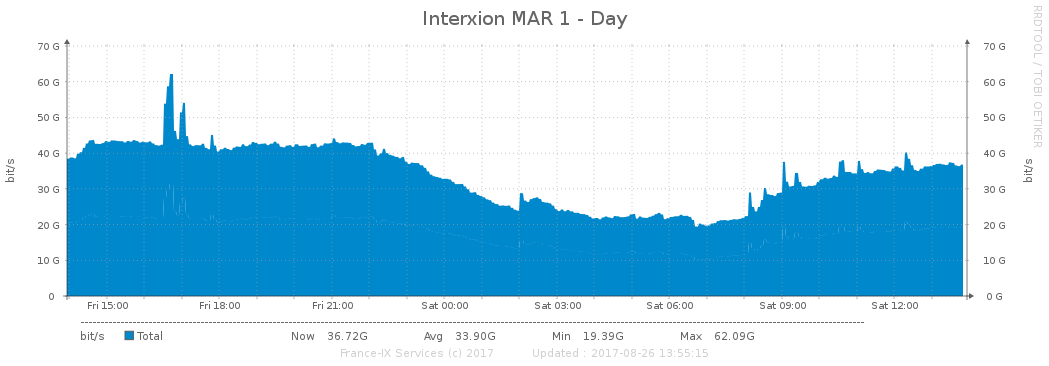 Interxion MAR 1 - Day
RRDTOOL / TOBI OETIKER
bit/s
70 G 70 G
60 G 60 G
50 G 50 G
40 G 40 G
30 G 30 G
20 G 20 G
10 G 10 G
0 0 G
bit/s
Fri 15:00 Fri 18:00 Fri 21:00 Sat 00:00 Sat 03:00 Sat 06:00 Sat 09:00 Sat 12:00
bit/s Total Now 36.72G Avg 33.90G Min 19.39G Max 62.09G
France-IX Services (c) 2017 Updated : 2017-08-26 13:55:15